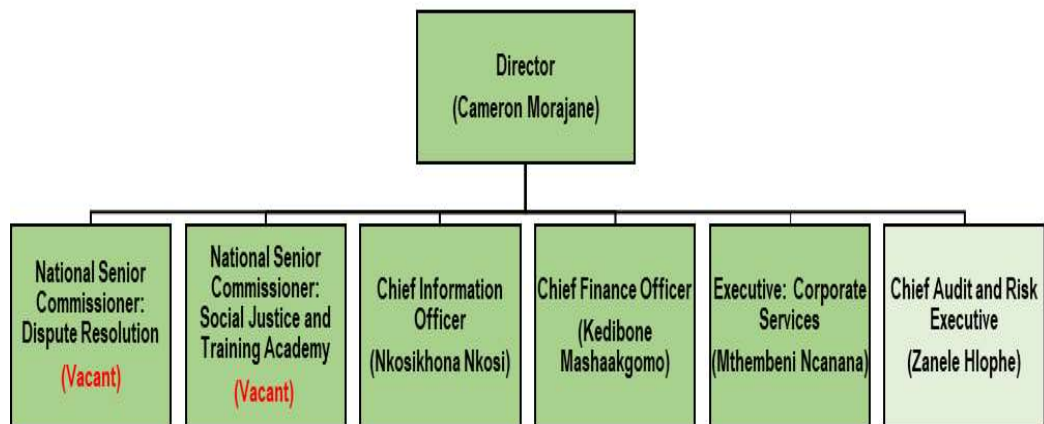 Director
(Cameron Morajane)
National Senior
Commissioner:
Dispute Resolution
(Vacant)
National Senior
Commissioner:
Social Justice and
Training Academy
(Vacant)
Chief Information
Officer
(Nkosikhona Nkosi)
Chief Finance Officer
(Kedibone
Mashaakgomo)
Executive: Corporate
Services
(Mthembeni Ncanana)
Chief Audit and Risk
Executive
(Zanele Hlophe)